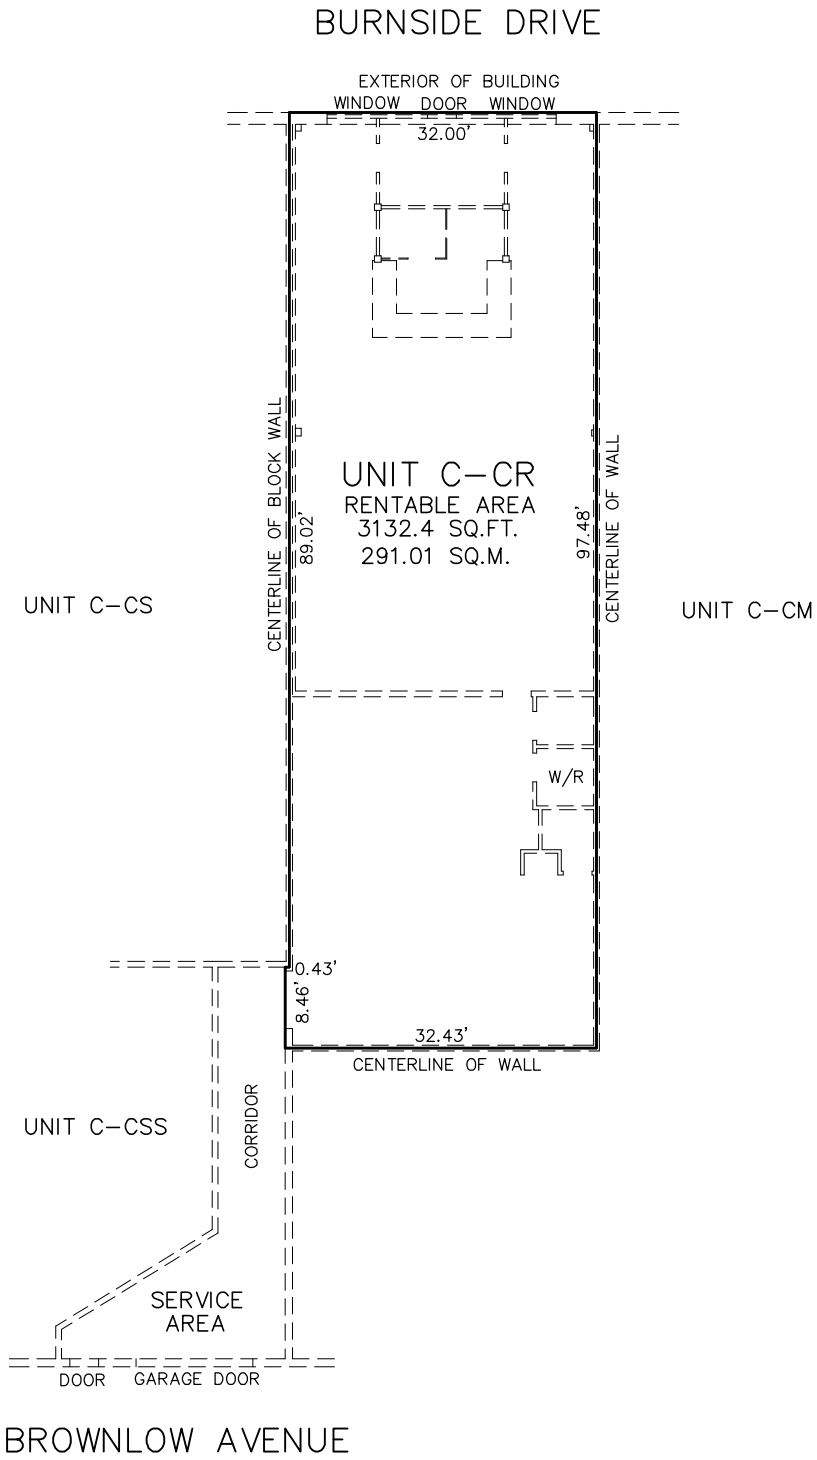 BURNSIDE DRIVE
EXTERIOR OF BUILDING
WINDOW DOOR WINDOW
32.00'
CENTERLINE OF BLOCK WALL
89.02'
UNIT C-CR
RENTABLE AREA
3132.4 SQ.FT.
291.01 SQ.M.
97.48'
CENTERLINE OF WALL
UNIT C-CS
UNIT C-CM
W/R
0.43'
8.46'
32.43'
CENTERLINE OF WALL
UNIT C-CSS
CORRIDOR
SERVICE
AREA
DOOR GARAGE DOOR
BROWNLOW AVENUE